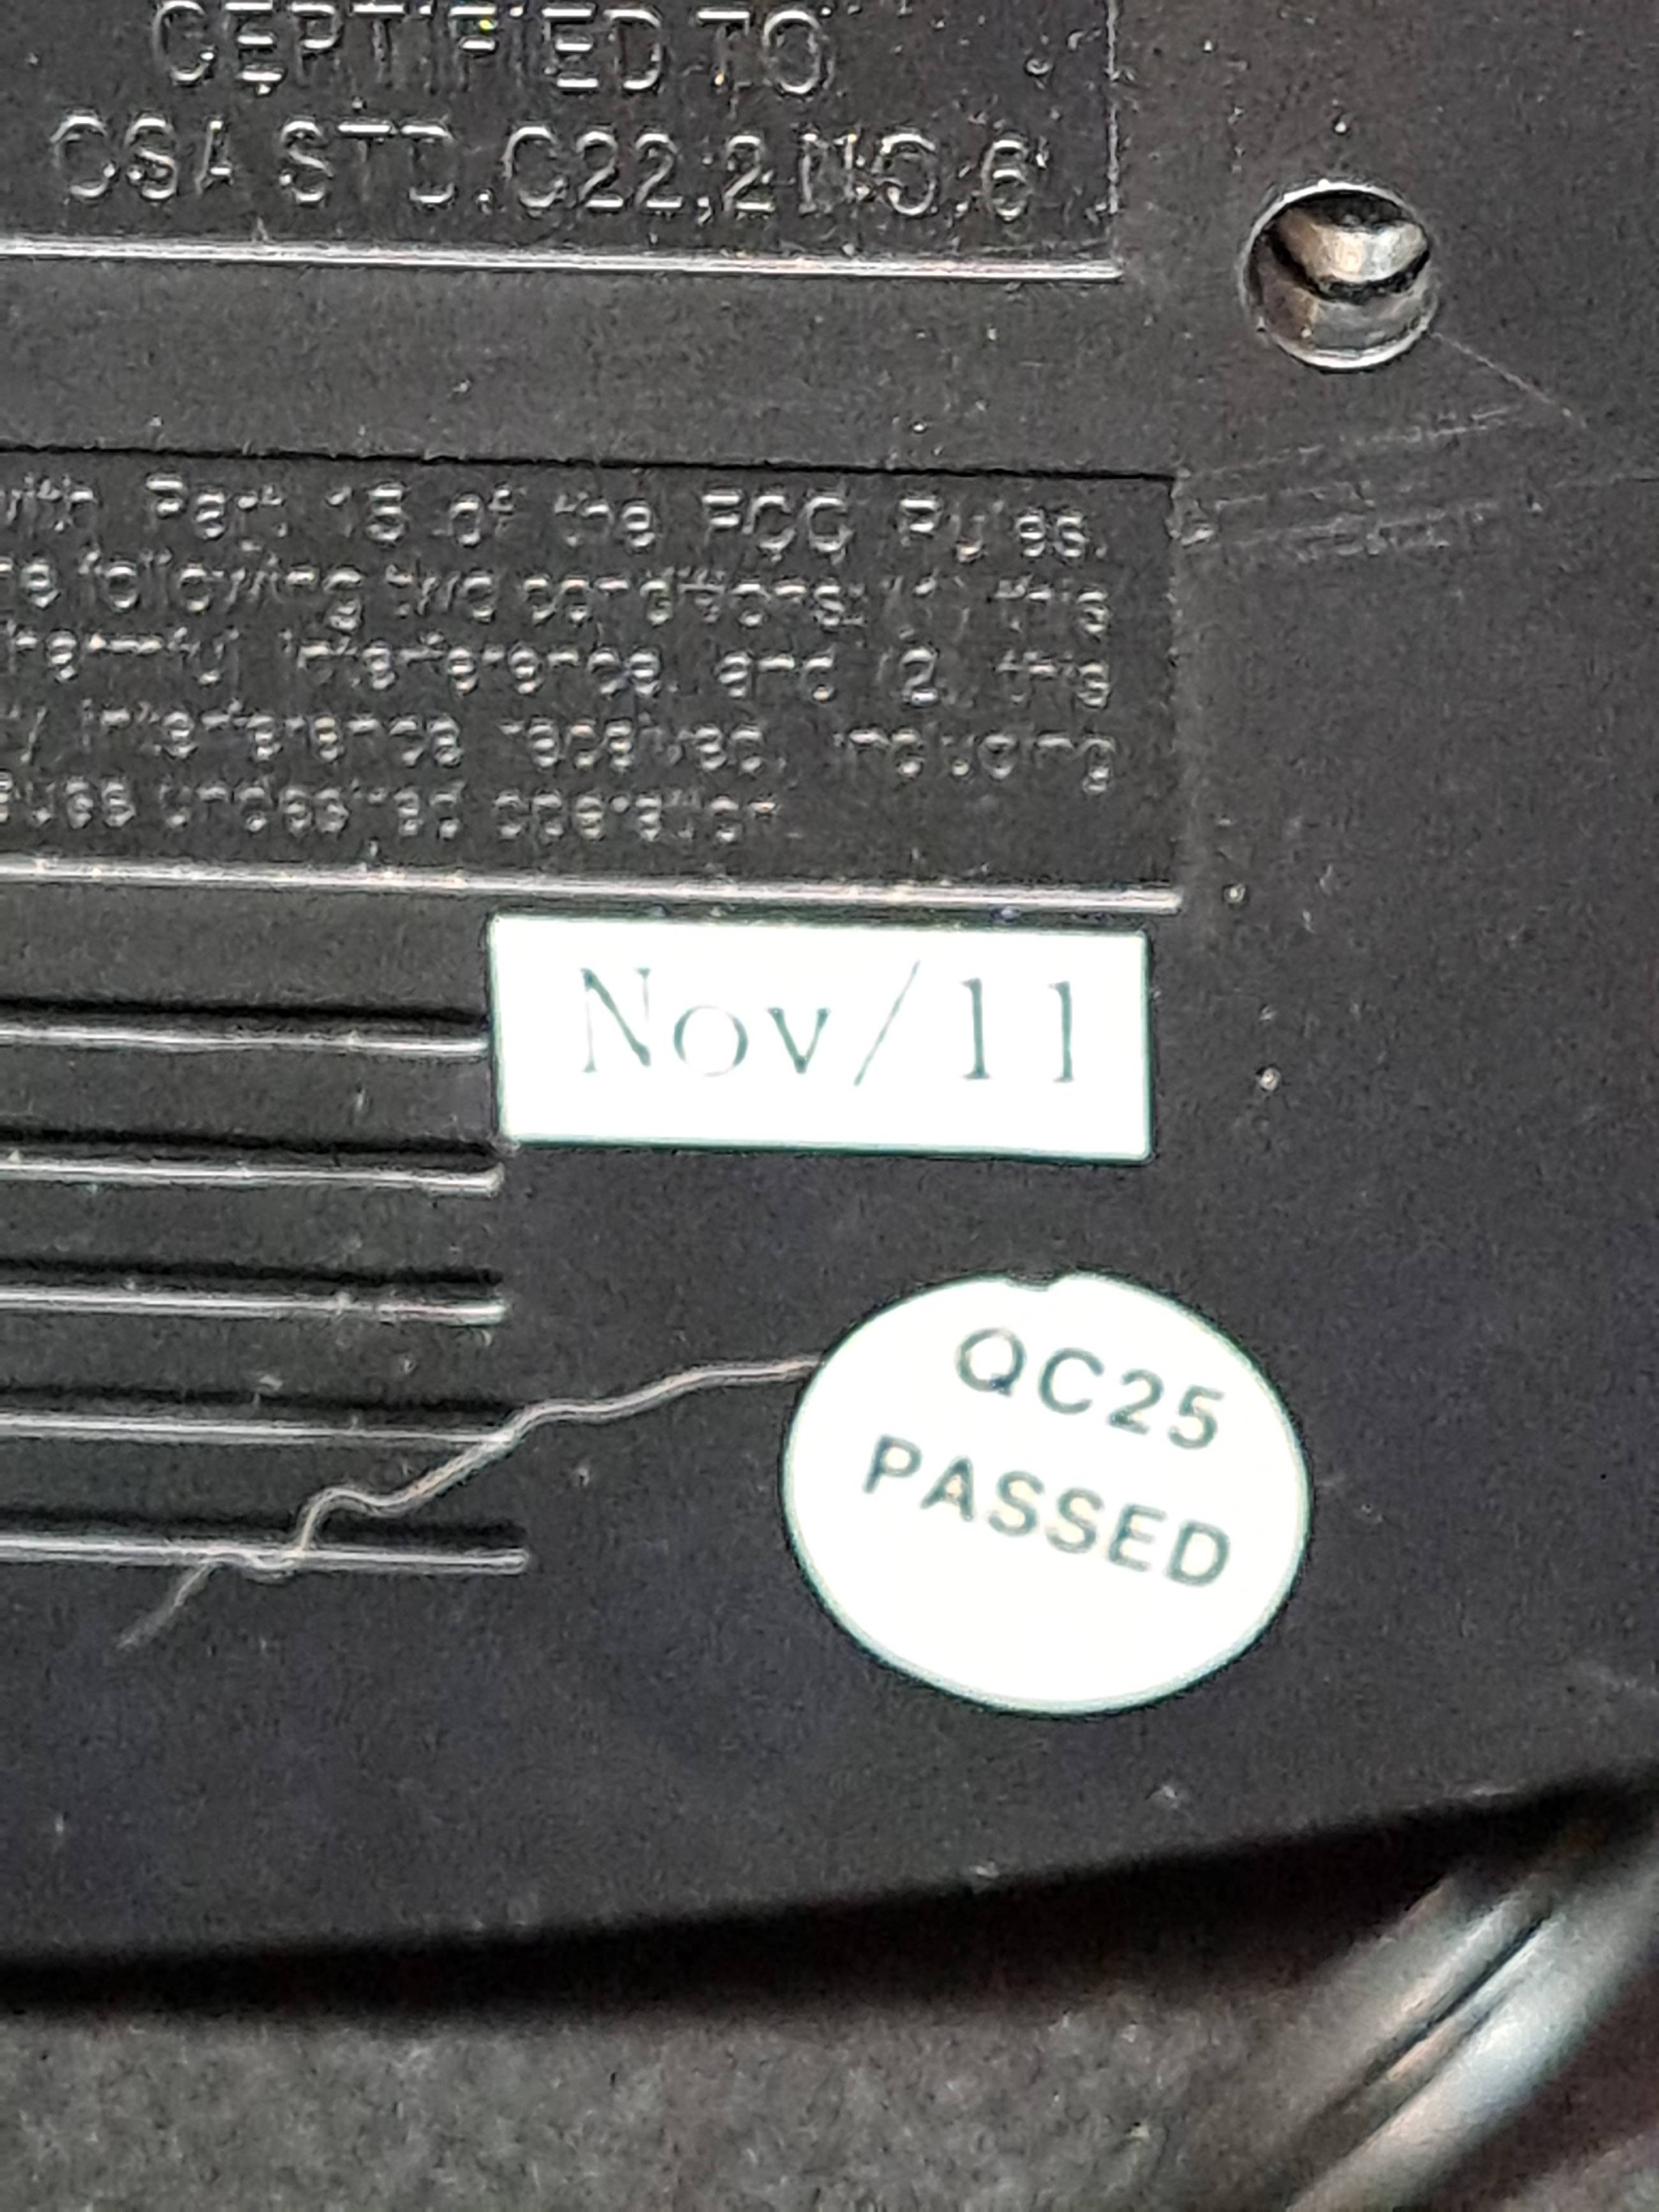 CERTIFIED TO
CSA STD. C22.2 NO. 6
with Part 15 of the FCC Rules.
following two conditions: (1) this
interference, and (2) this
interference received, including
undesired operation.
Nov/11
QC25
PASSED